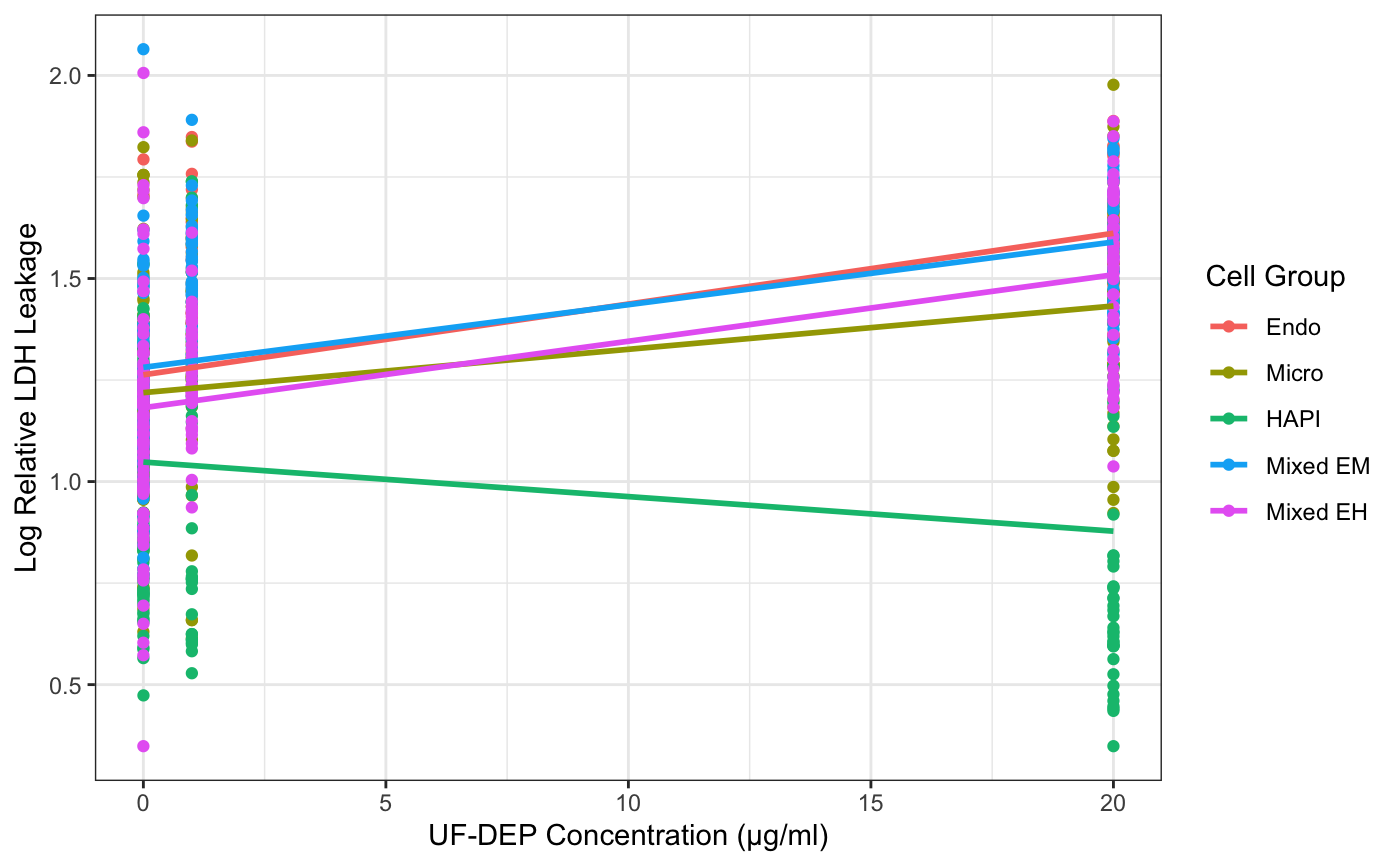 2.0
1.5
1.0
0.5
Log Relative LDH Leakage
0 5 10 15 20
UF-DEP Concentration (µg/ml)
Cell Group
Endo
Micro
HAPI
Mixed EM
Mixed EH